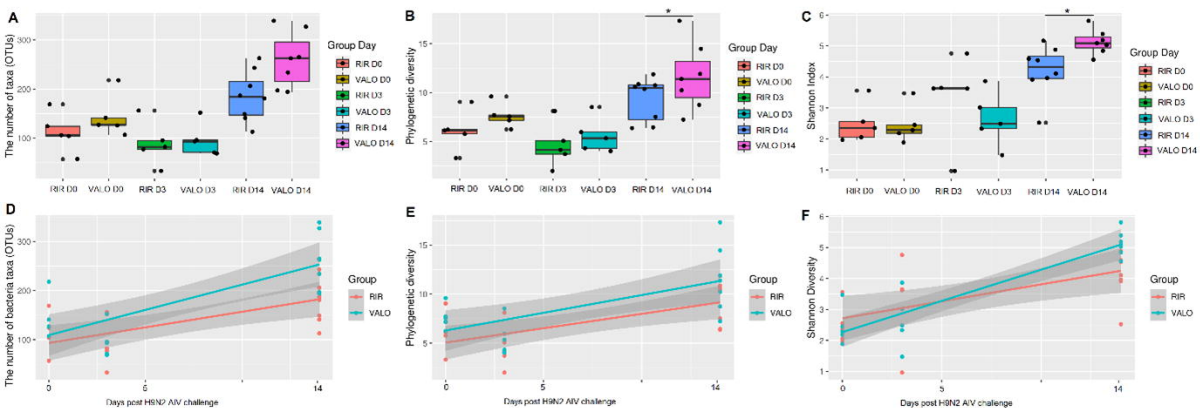 A
The number of taxa (OTUs)
300
200
100
RIR D0
VALO D0
RIR D3
VALO D3
RIR D14
VALO D14
Group Day
RIR D0
VALO D0
RIR D3
VALO D3
RIR D14
VALO D14
B
*
Phylogenetic diversity
15
10
5
RIR D0
VALO D0
RIR D3
VALO D3
RIR D14
VALO D14
Group Day
RIR D0
VALO D0
RIR D3
VALO D3
RIR D14
VALO D14
C
*
Shannon Index
6
5
4
3
2
1
RIR D0
VALO D0
RIR D3
VALO D3
RIR D14
VALO D14
Group Day
RIR D0
VALO D0
RIR D3
VALO D3
RIR D14
VALO D14
D
The number of bacteria taxa (OTUs)
300
200
100
0
14
Days post H9N2 AIV challenge
Group
RIR
VALO
E
Phylogenetic diversity
15
10
5
0
5
14
Days post H9N2 AIV challenge
Group
RIR
VALO
F
Shannon Diversity
6
5
4
3
2
1
0
5
14
Days post H9N2 AIV challenge
Group
RIR
VALO